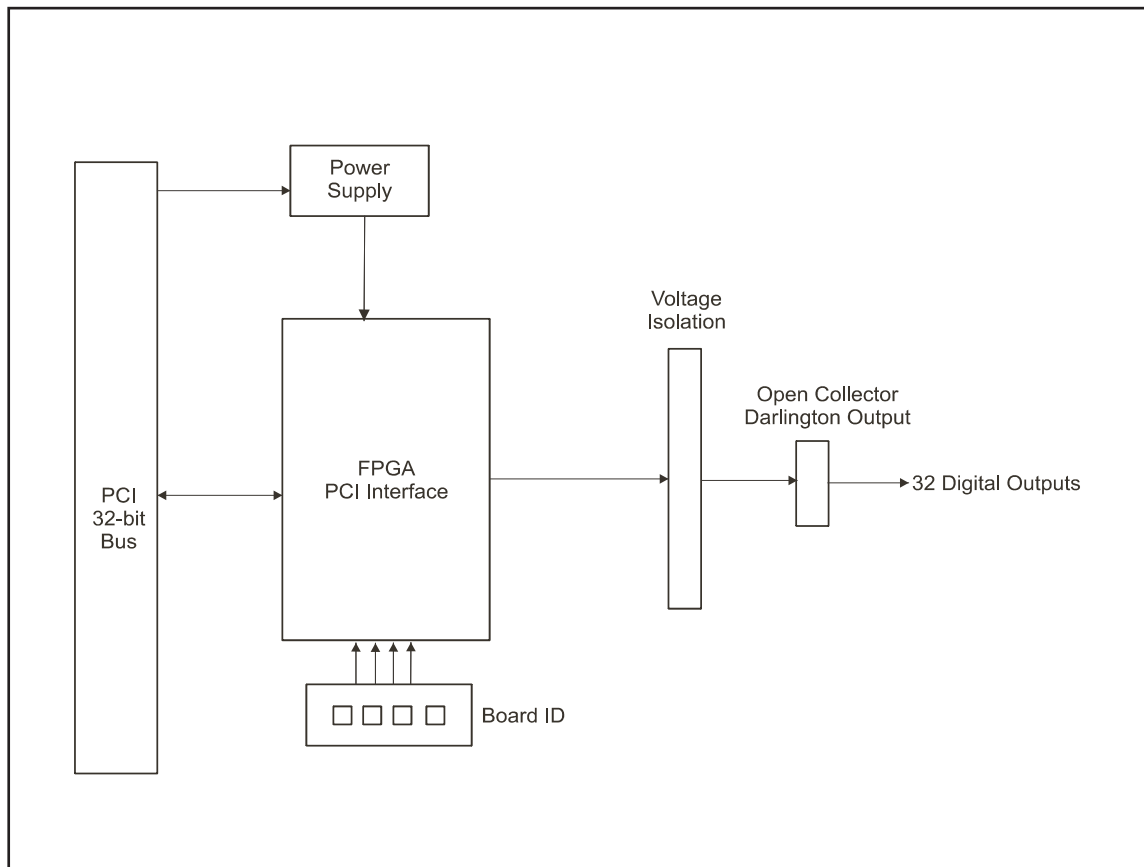 Power
Supply
Voltage
Isolation
Open Collector
Darlington Output
FPGA
PCI Interface
PCI
32-bit
Bus
32 Digital Outputs
Board ID